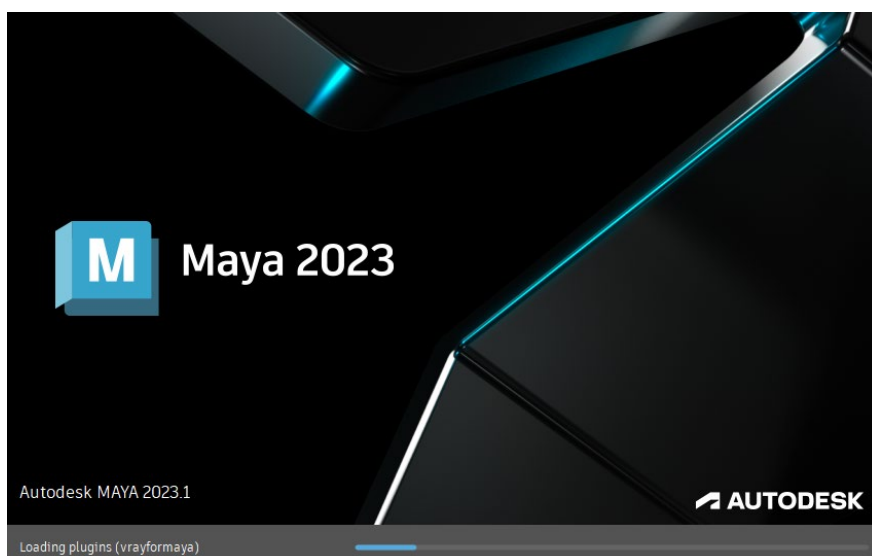 M
Maya 2023
Autodesk MAYA 2023.1
AUTODESK
Loading plugins (vrayformaya)